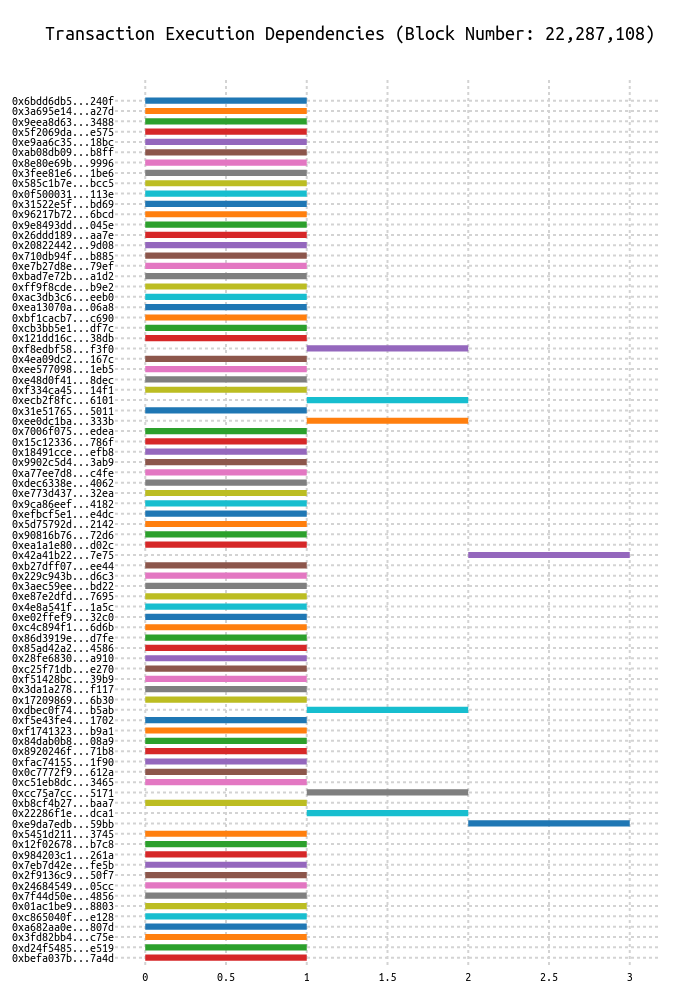 Transaction Execution Dependencies (Block Number: 22,287,108)
0x6bdd6db5...240f
0x3a695e14...a27d
0x9eea8d63...3488
0x5f2069da...e575
0xe9aa6c35...18bc
0xab08db09...b8ff
0x8e80e69b...9996
0x3fee81e6...1be6
0x585c1b7e...bcc5
0x0f500031...113e
0x31522e5f...bd69
0x96217b72...6bcd
0x9e8493dd...045e
0x26ddd189...aa7e
0x20822442...9d08
0x710db94f...b885
0xe7b27d8e...79ef
0xbad7e72b...a1d2
0xff9f8cde...b9e2
0xac3db3c6...eeb0
0xea13070a...06a8
0xbf1cacb7...c690
0xcb3bb5e1...df7c
0x121dd16c...38db
0xf8edbf58...f3f0
0x4ea09dc2...167c
0xee577098...1eb5
0xe48d0f41...8dec
0xf334ca45...14f1
0xecb2f8fc...6101
0x31e51765...5011
0xee0dc1ba...333b
0x7006f075...edea
0x15c12336...786f
0x18491cce...efb8
0x9902c5d4...3ab9
0xa77ee7d8...c4fe
0xdec6338e...4062
0xe773d437...32ea
0x9ca86eef...4182
0xefbcf5e1...e4dc
0x5d75792d...2142
0x90816b76...72d6
0xea1a1e80...d02c
0x42a41b22...7e75
0xb27dff07...ee44
0x229c943b...d6c3
0x3aec59ee...bd22
0xe87e2dfd...7695
0x4e8a541f...1a5c
0xe02ffef9...32c0
0xc4c894f1...6d6b
0x86d3919e...d7fe
0x85ad42a2...4586
0x28fe6830...a910
0xc25f71db...e270
0xf51428bc...39b9
0x3da1a278...f117
0x17209869...6b30
0xdbec0f74...b5ab
0xf5e43fe4...1702
0xf1741323...b9a1
0x84dab0b8...08a9
0x8920246f...71b8
0xfac74155...1f90
0x0c7772f9...612a
0xc51eb8dc...3465
0xcc75a7cc...5171
0xb8cf4b27...baa7
0x22286f1e...dca1
0xe9da7edb...59bb
0x5451d211...3745
0x12f02678...b7c8
0x984203c1...261a
0x7eb7d42e...fe5b
0x2f9136c9...50f7
0x24684549...05cc
0x7f44d50e...4856
0x01ac1be9...8803
0xc865040f...e128
0xa682aa0e...807d
0x3fd82bb4...c75e
0xd24f5485...e519
0xbefa037b...7a4d
0 0.5 1 1.5 2 2.5 3